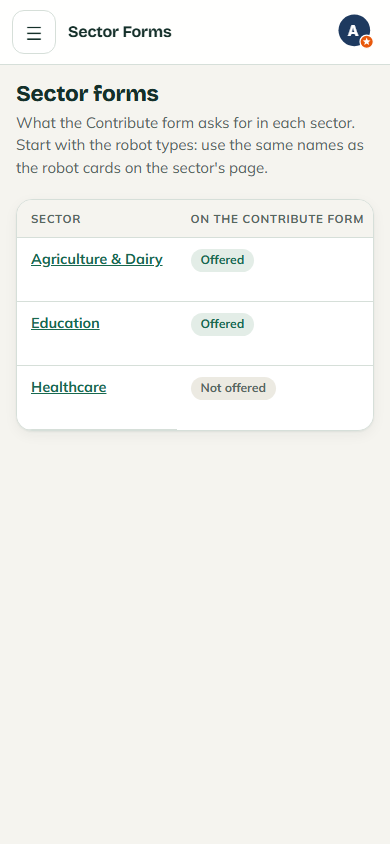 ☰ Sector Forms A
Sector forms
What the Contribute form asks for in each sector.
Start with the robot types: use the same names as
the robot cards on the sector's page.
SECTOR ON THE CONTRIBUTE FORM
Agriculture & Dairy Offered
Education Offered
Healthcare Not offered